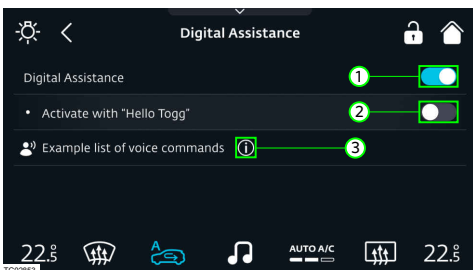 Digital Assistance
Digital Assistance
1
• Activate with "Hello Togg"
2
Example list of voice commands
3
22.5° A AUTO A/C 22.5°
TC02853